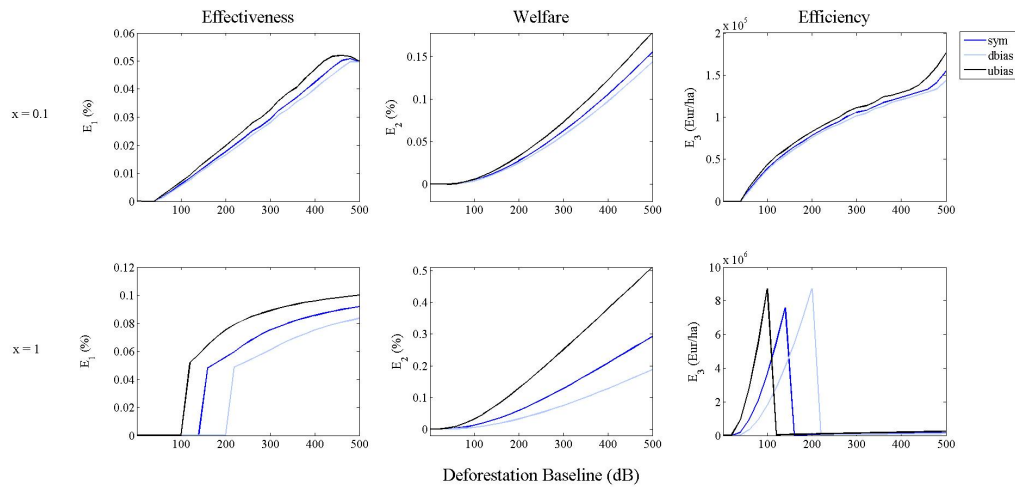 Effectiveness
Welfare
Efficiency
x = 0.1
E1 (%)
0.06
0.05
0.04
0.03
0.02
0.01
0
100 200 300 400 500
E2 (%)
0.15
0.1
0.05
0
100 200 300 400 500
E3 (Eur/ha)
2 x 10^5
1.5
1
0.5
0
100 200 300 400 500
sym
dbias
ubias
x = 1
E1 (%)
0.12
0.1
0.08
0.06
0.04
0.02
0
0 100 200 300 400 500
E2 (%)
0.5
0.4
0.3
0.2
0.1
0
0 100 200 300 400 500
E3 (Eur/ha)
10 x 10^6
8
6
4
2
0
0 100 200 300 400 500
Deforestation Baseline (dB)